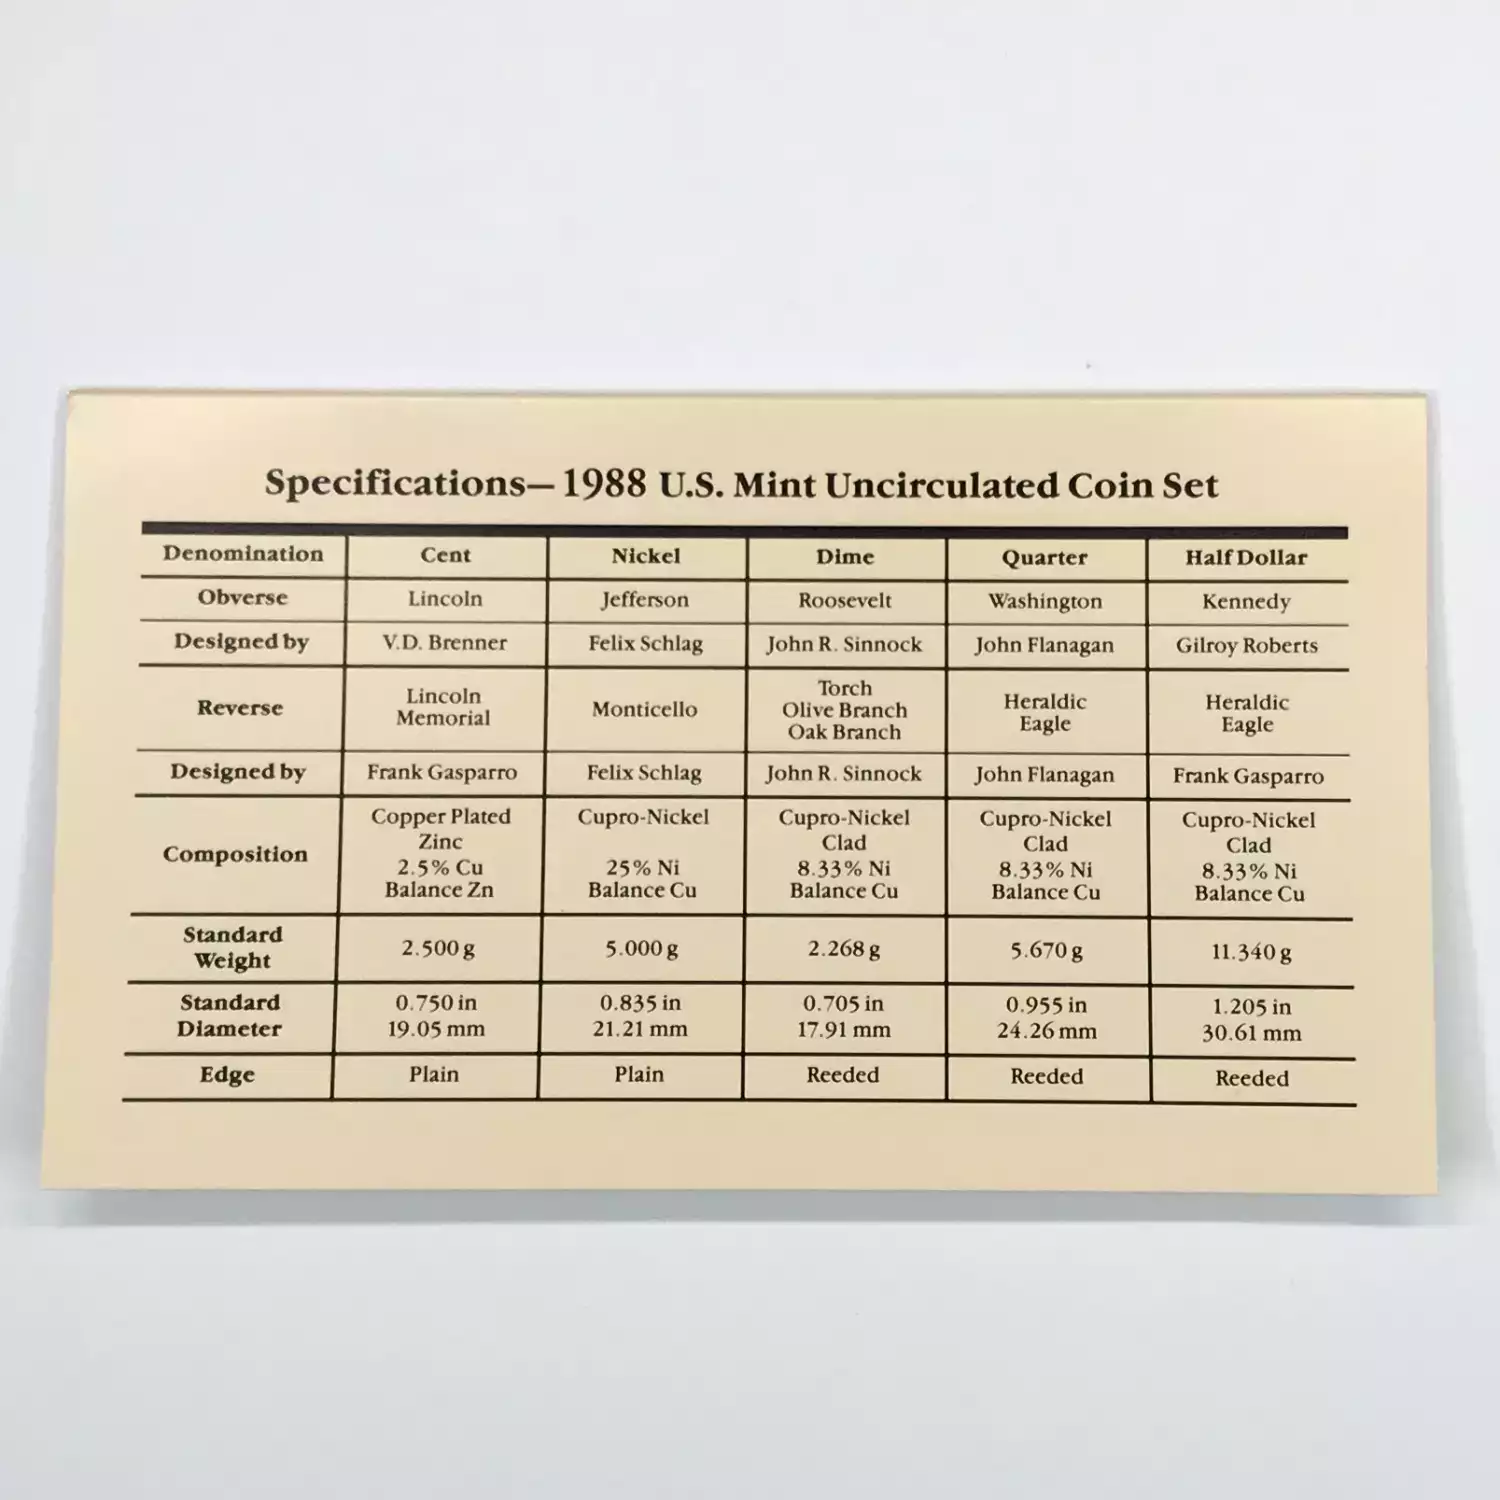 Specifications—1988 U.S. Mint Uncirculated Coin Set
Denomination Cent Nickel Dime Quarter Half Dollar
Obverse Lincoln Jefferson Roosevelt Washington Kennedy
Designed by V.D. Brenner Felix Schlag John R. Sinnock John Flanagan Gilroy Roberts
Reverse Lincoln Memorial Monticello Torch Olive Branch Oak Branch Heraldic Eagle Heraldic Eagle
Designed by Frank Gasparro Felix Schlag John R. Sinnock John Flanagan Frank Gasparro
Composition Copper Plated Zinc 2.5% Cu Balance Zn Cupro-Nickel 25% Ni Balance Cu Cupro-Nickel Clad 8.33% Ni Balance Cu Cupro-Nickel Clad 8.33% Ni Balance Cu Cupro-Nickel Clad 8.33% Ni Balance Cu
Standard Weight 2.500 g 5.000 g 2.268 g 5.670 g 11.340 g
Standard Diameter 0.750 in 19.05 mm 0.835 in 21.21 mm 0.705 in 17.91 mm 0.955 in 24.26 mm 1.205 in 30.61 mm
Edge Plain Plain Reeded Reeded Reeded